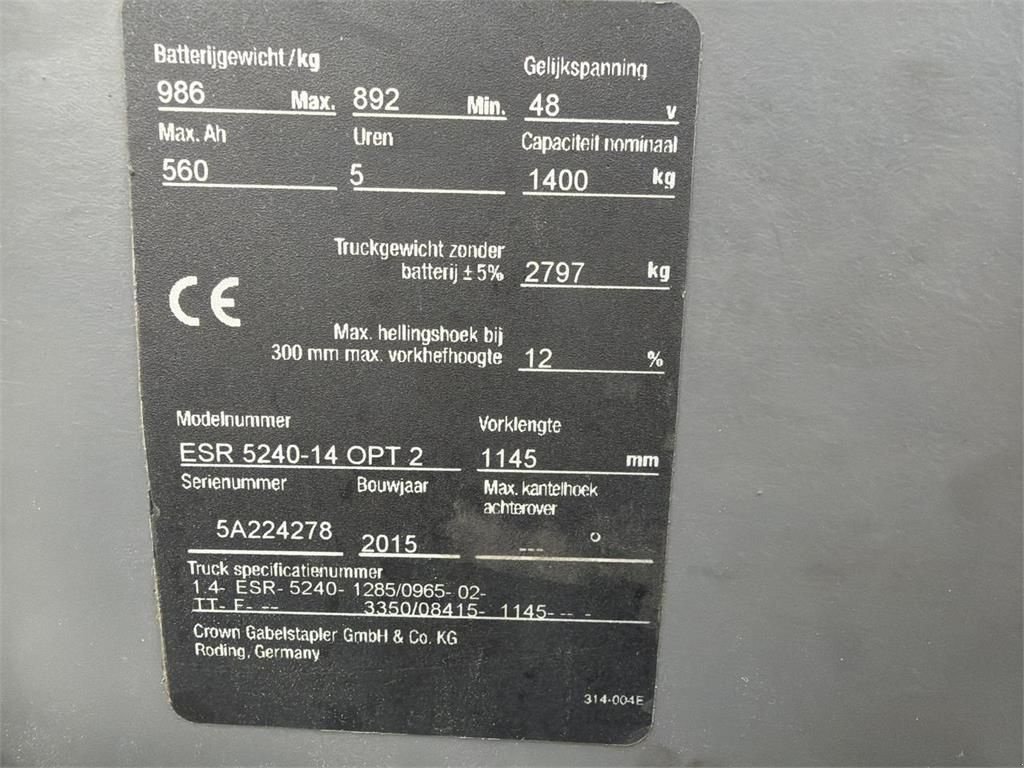 Batterijgewicht/kg
Gelijkspanning
986 Max. 892 Min. 48 v
Max. Ah Uren Capaciteit nominaal
560 5 1400 kg
Truckgewicht zonder
batterij ± 5% 2797 kg
CE
Max. hellingshoek bij
300 mm max. vorkhefhoogte 12 %
Modelnummer Vorklengte
ESR 5240-14 OPT 2 1145 mm
Serienummer Bouwjaar Max. kantelhoek
achterover
5A224278 2015 --- °
Truck specificatienummer
1.4- ESR- 5240- 1285/0965- 02-
TT- F- -- 3350/08415- 1145- -- -
Crown Gabelstapler GmbH & Co. KG
Roding, Germany
314-004E